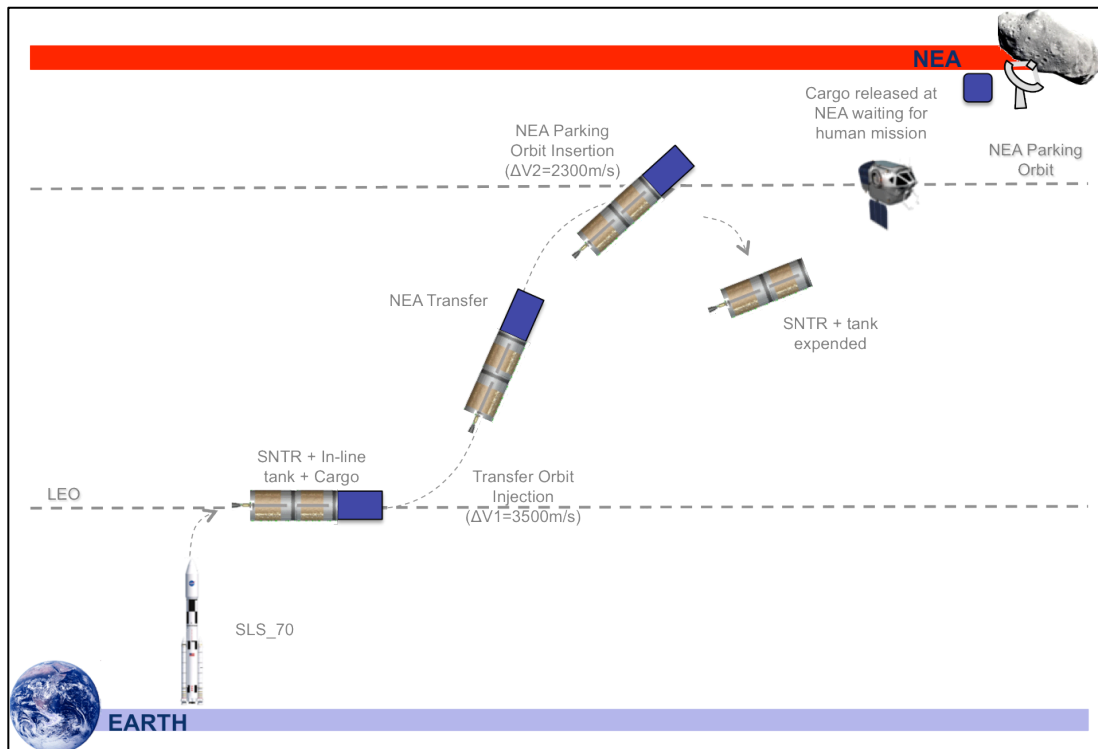 NEA
Cargo released at
NEA waiting for
human mission
NEA Parking
Orbit Insertion
(ΔV2=2300m/s)
NEA Parking
Orbit
NEA Transfer
SNTR + tank
expended
SNTR + In-line
tank + Cargo
LEO
Transfer Orbit
Injection
(ΔV1=3500m/s)
SLS_70
EARTH